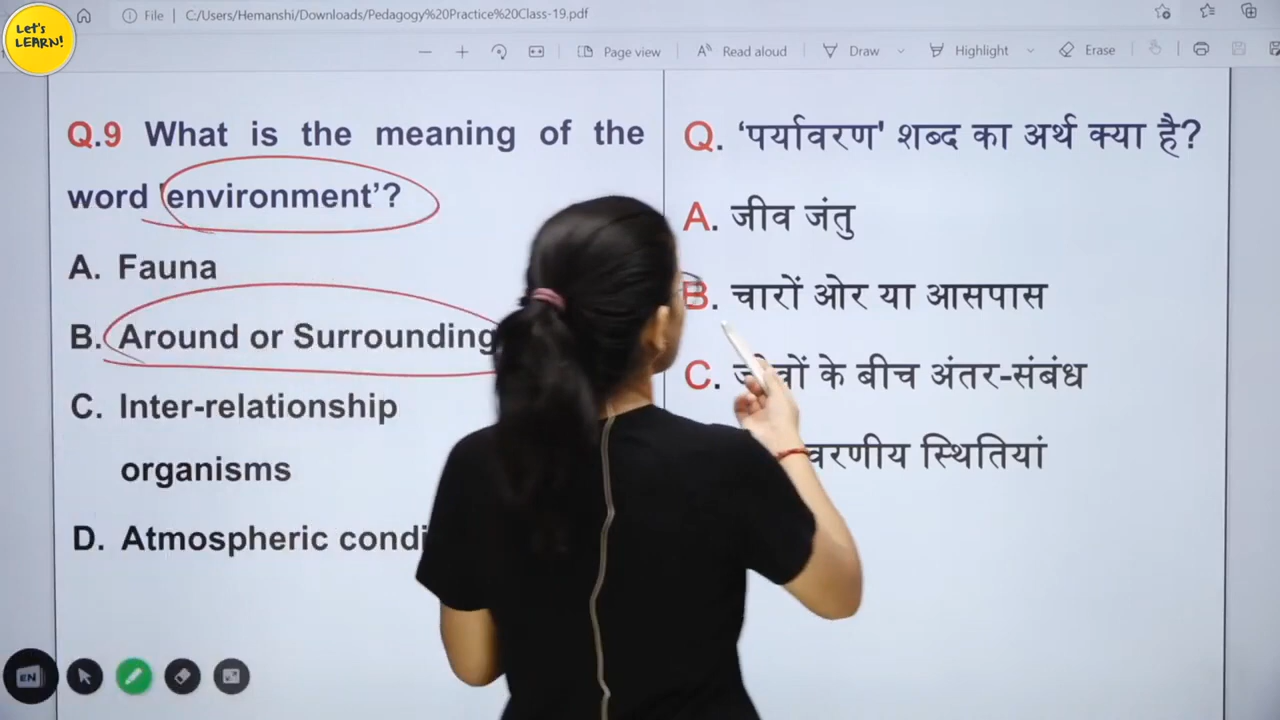 Let's
LEARN!
File
C:/Users/Hemanshi/Downloads/Pedagogy%20Practice%20Class-19.pdf
Page view
Read aloud
Draw
Highlight
Erase
Q.9 What is the meaning of the
word 'environment'?
A. Fauna
B. Around or Surrounding
C. Inter-relationship
organisms
D. Atmospheric
Q. 'पर्यावरण' शब्द का अर्थ क्या है?
A. जीव जंतु
B. चारों ओर या आसपास
C. के बीच अंतर-संबंध
स्थितियां
EN